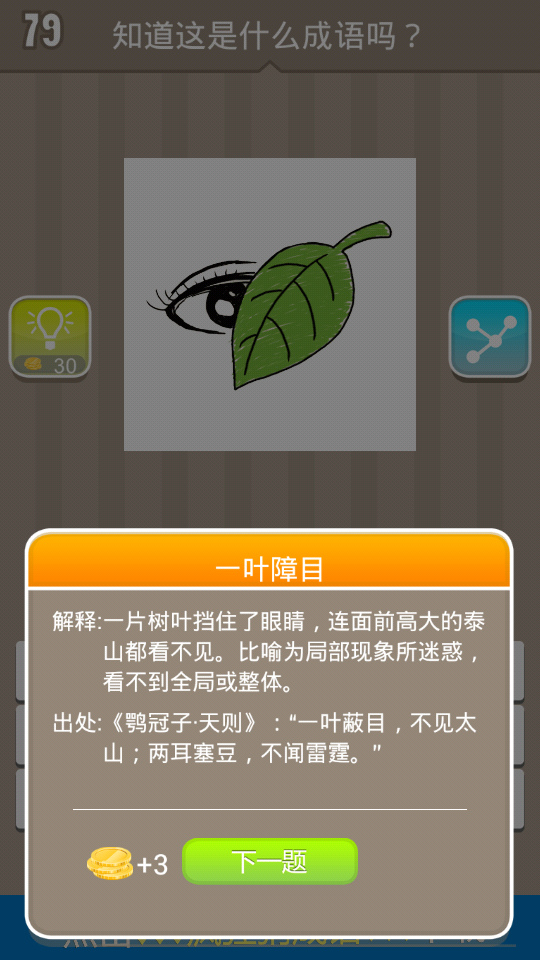 79
知道这是什么成语吗？
30
一叶障目
解释:一片树叶挡住了眼睛，连面前高大的泰
山都看不见。比喻为局部现象所迷惑，
看不到全局或整体。
出处:《鹗冠子·天则》：“一叶蔽目，不见太
山；两耳塞豆，不闻雷霆。”
+3
下一题